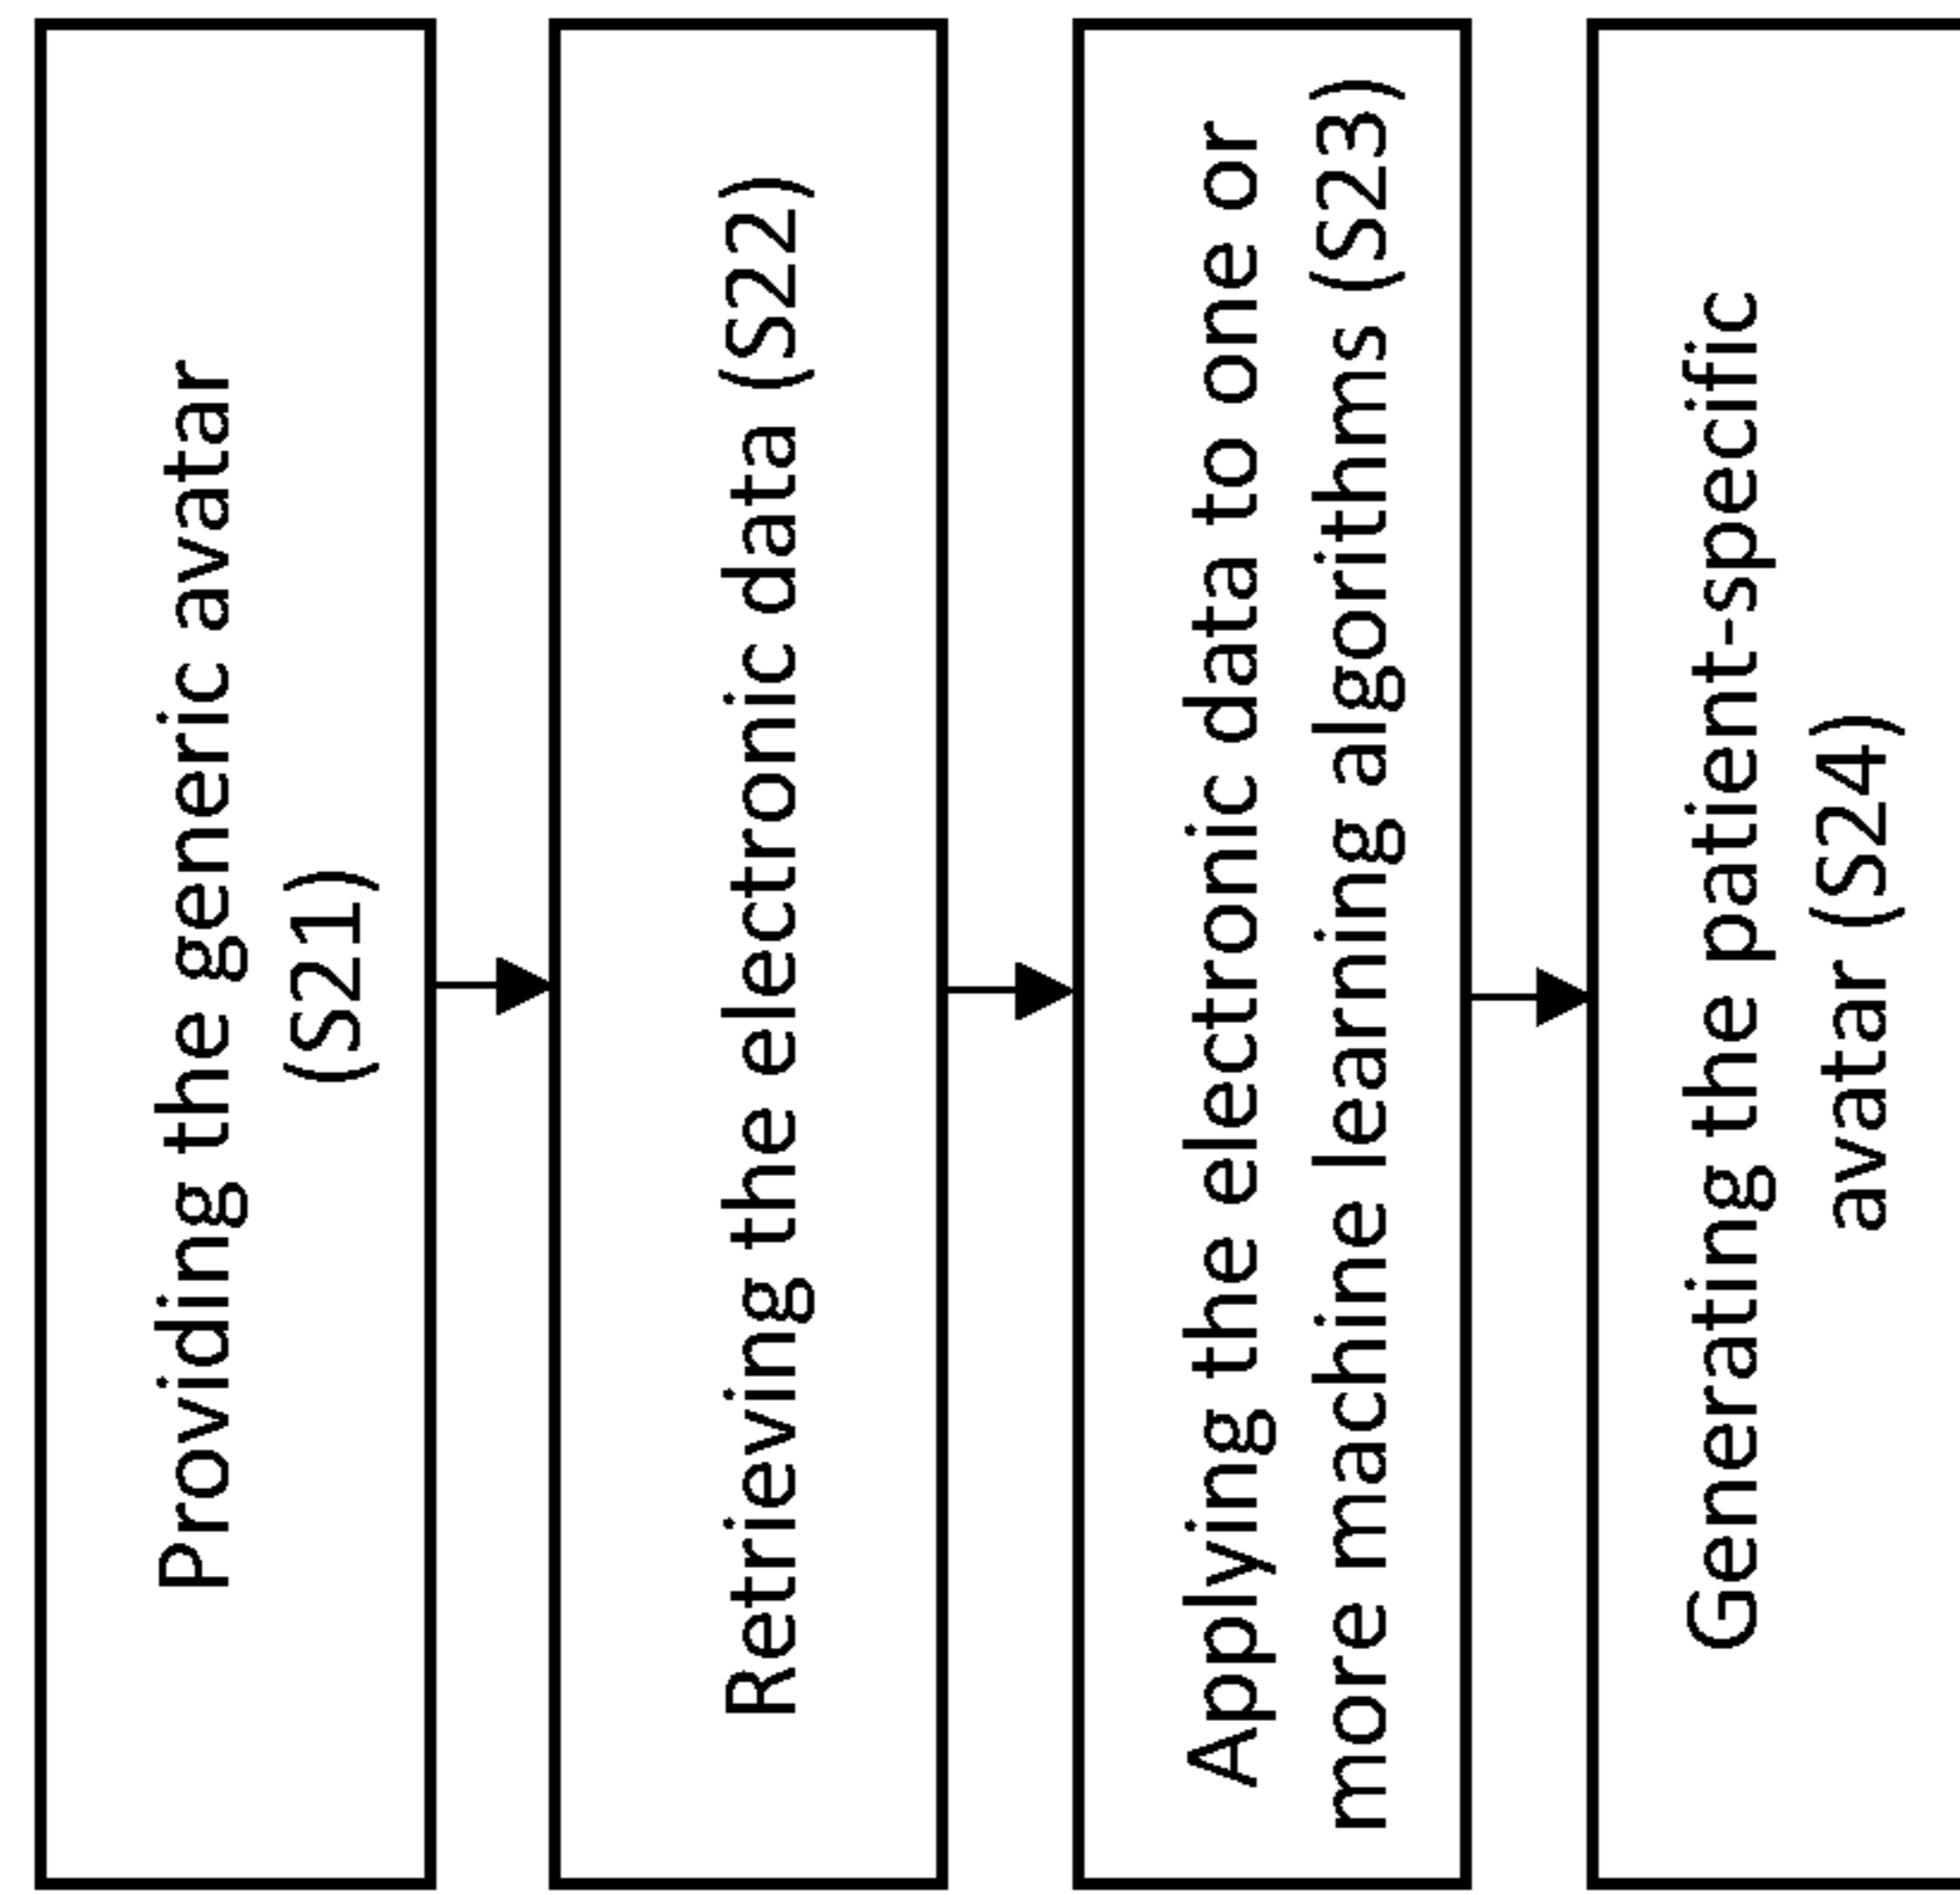 Providing the generic avatar
(S21)
Retrieving the electronic data (S22)
Applying the electronic data to one or
more machine learning algorithms (S23)
Generating the patient-specific
avatar (S24)